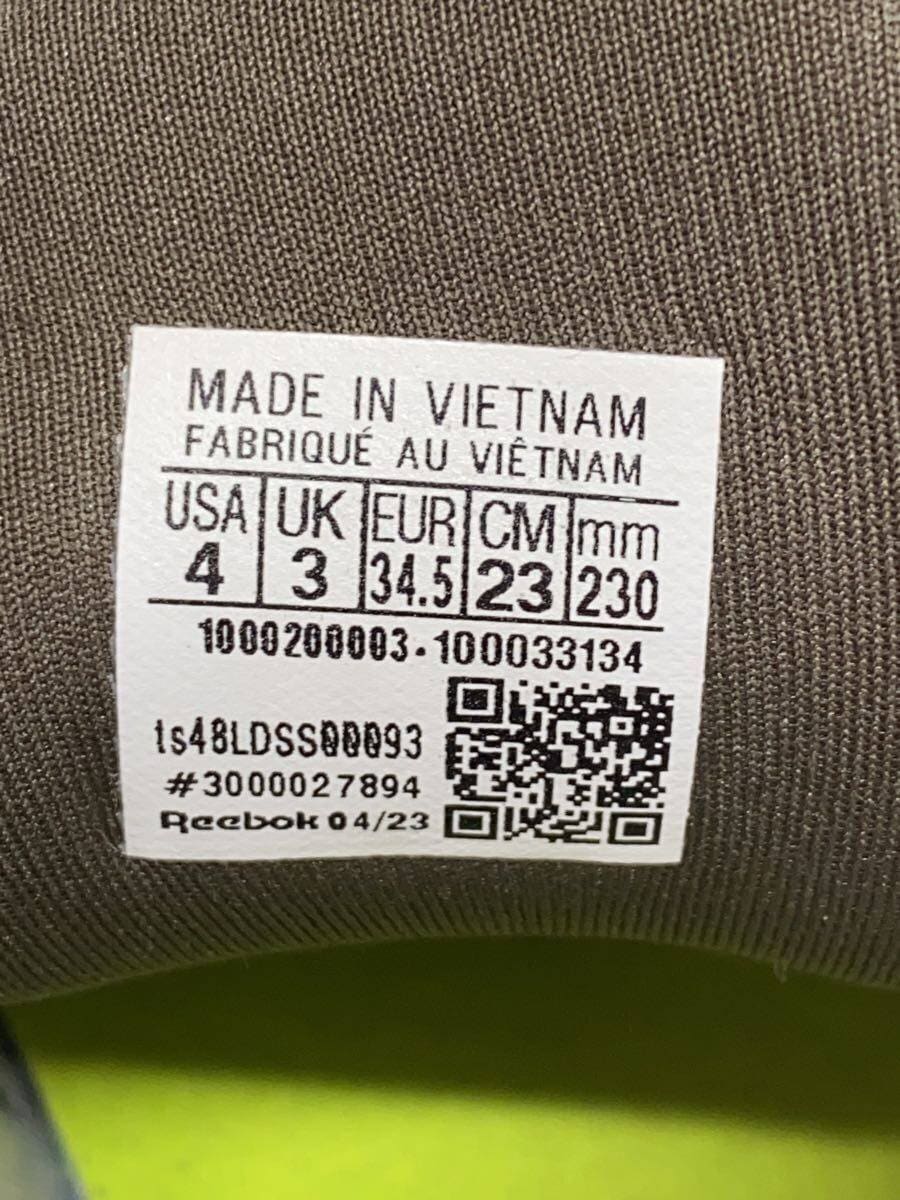 MADE IN VIETNAM
FABRIQUÉ AU VIÊTNAM
USA UK EUR CM mm
4 3 34.5 23 230
1000200003.100033134
1s48LDSS00093
#3000027894
Reebok 04/23